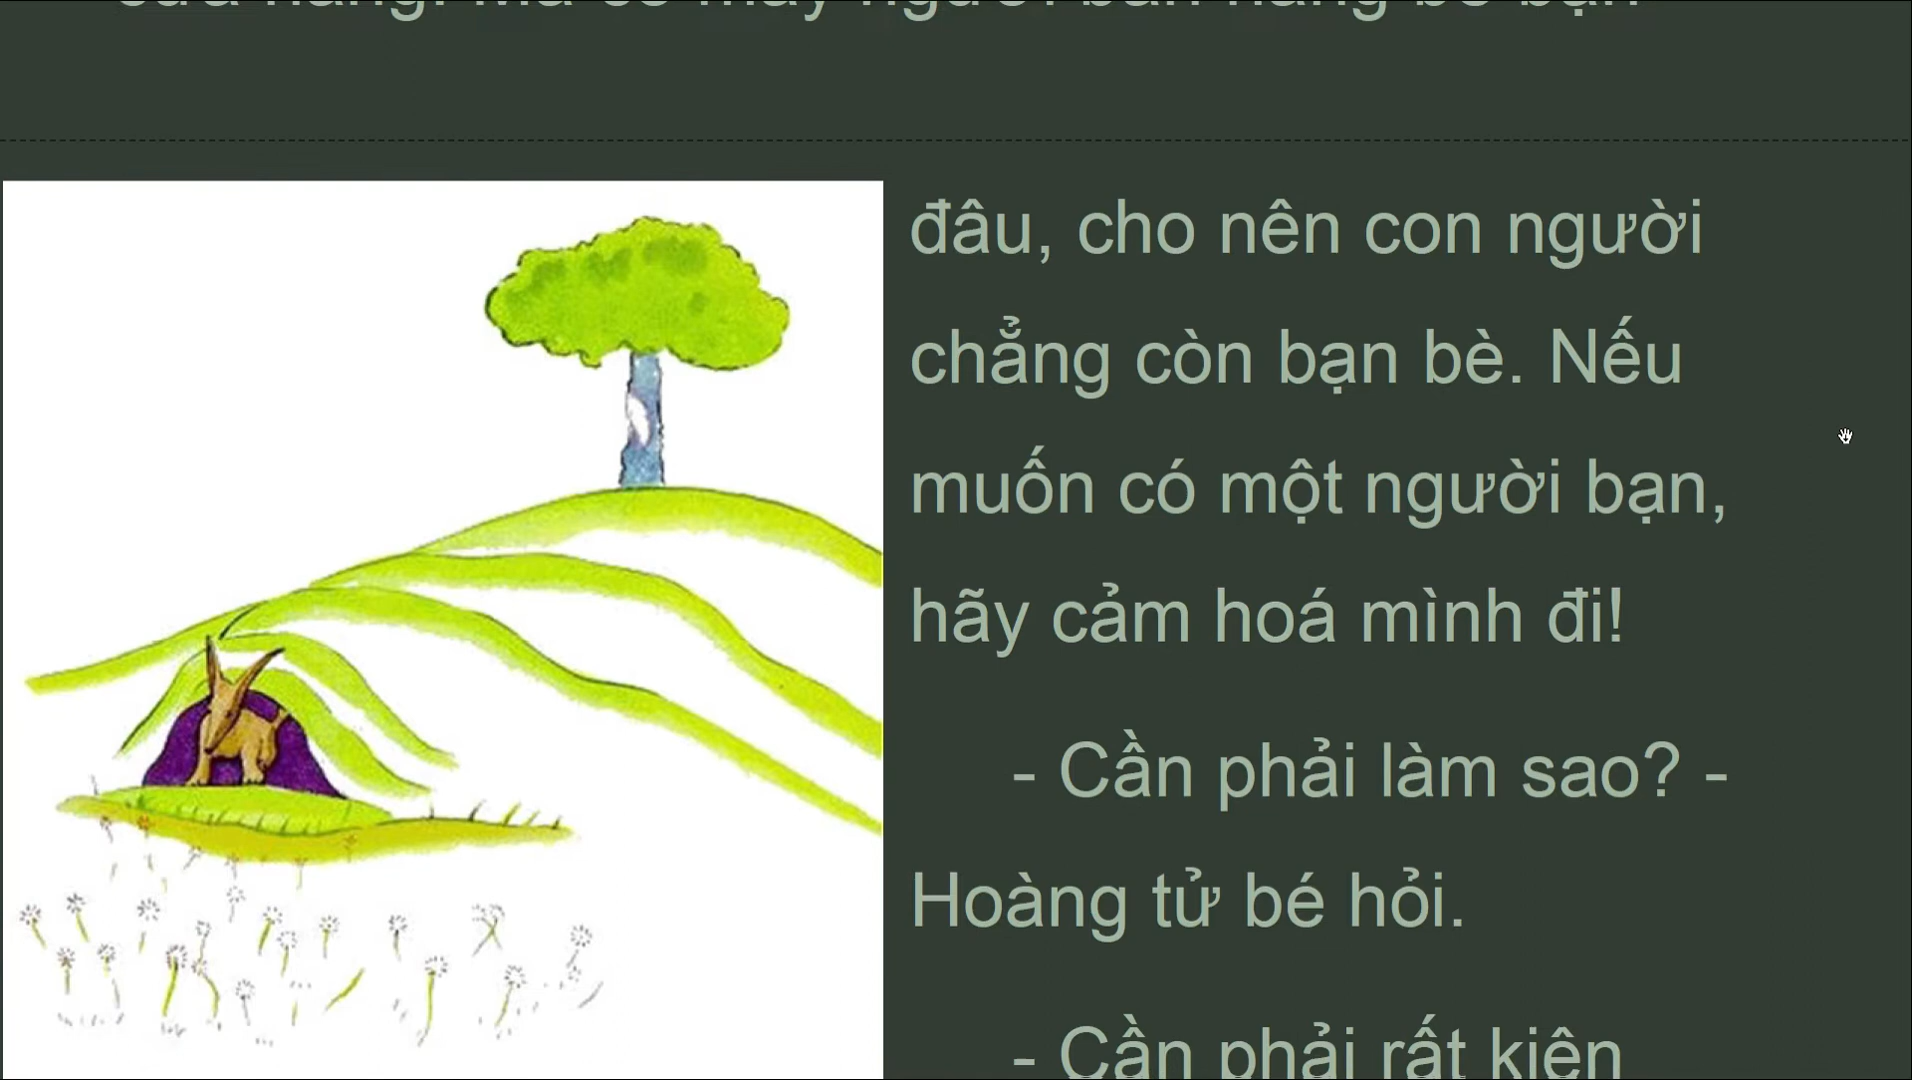 đâu, cho nên con người
chẳng còn bạn bè. Nếu
muốn có một người bạn,
hãy cảm hoá mình đi!
- Cần phải làm sao? -
Hoàng tử bé hỏi.
- Cần phải rất kiên